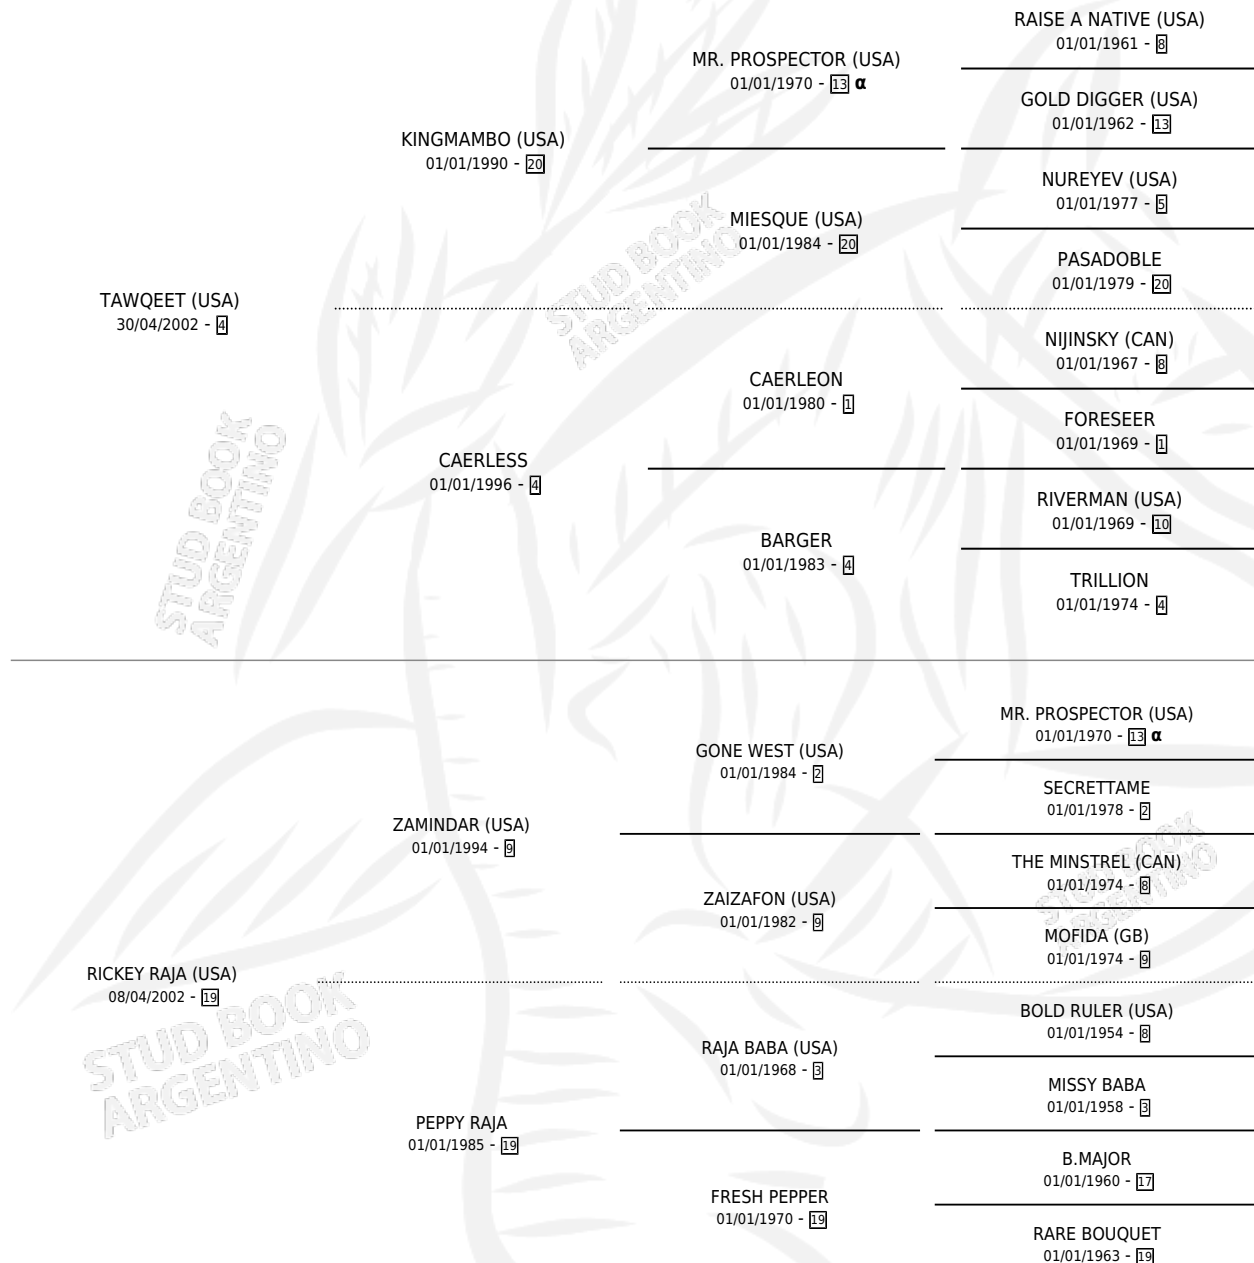 RAISE A NATIVE (USA)
01/01/1961 - 8
MR. PROSPECTOR (USA)
01/01/1970 - 13 α
GOLD DIGGER (USA)
01/01/1962 - 13
KINGMAMBO (USA)
01/01/1990 - 20
NUREYEV (USA)
01/01/1977 - 5
MIESQUE (USA)
01/01/1984 - 20
PASADOBLE
01/01/1979 - 20
TAWQEET (USA)
30/04/2002 - 4
NIJINSKY (CAN)
01/01/1967 - 8
CAERLEON
01/01/1980 - 1
FORESEER
01/01/1969 - 1
CAERLESS
01/01/1996 - 4
RIVERMAN (USA)
01/01/1969 - 10
BARGER
01/01/1983 - 4
TRILLION
01/01/1974 - 4
MR. PROSPECTOR (USA)
01/01/1970 - 13 α
GONE WEST (USA)
01/01/1984 - 2
SECRETTAME
01/01/1978 - 2
ZAMINDAR (USA)
01/01/1994 - 9
THE MINSTREL (CAN)
01/01/1974 - 8
ZAIZAFON (USA)
01/01/1982 - 9
MOFIDA (GB)
01/01/1974 - 9
RICKEY RAJA (USA)
08/04/2002 - 19
BOLD RULER (USA)
01/01/1954 - 8
RAJA BABA (USA)
01/01/1968 - 3
MISSY BABA
01/01/1958 - 3
PEPPY RAJA
01/01/1985 - 19
B.MAJOR
01/01/1960 - 17
FRESH PEPPER
01/01/1970 - 19
RARE BOUQUET
01/01/1963 - 19
STUD BOOK
ARGENTINO
STUD BOOK
ARGENTINO
STUD BOOK
ARGENTINO
STUD BOOK
ARGENTINO